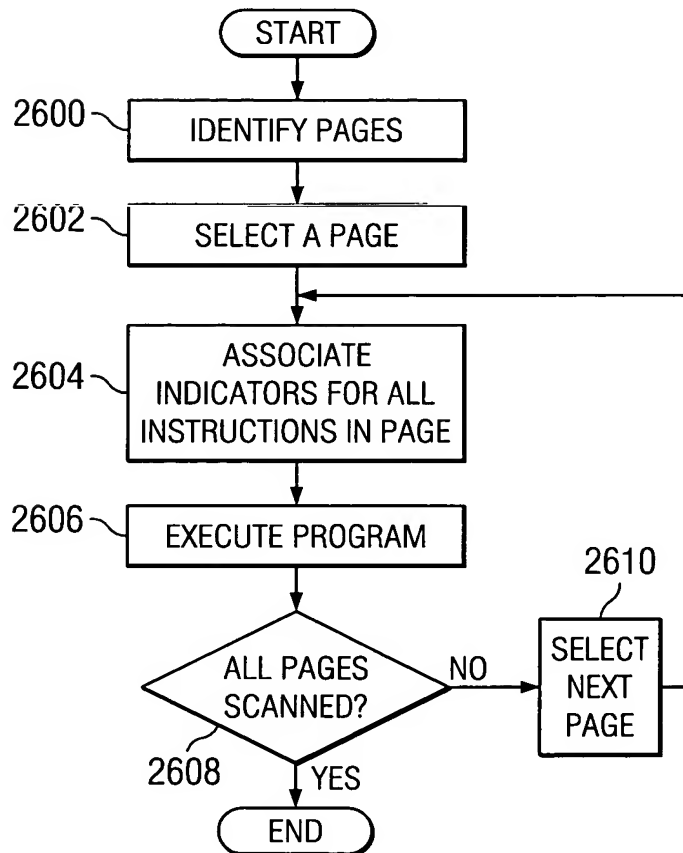 START
2600
IDENTIFY PAGES
2602
SELECT A PAGE
2604
ASSOCIATE
INDICATORS FOR ALL
INSTRUCTIONS IN PAGE
2606
EXECUTE PROGRAM
2610
ALL PAGES
SCANNED?
NO
SELECT
NEXT
PAGE
2608
YES
END